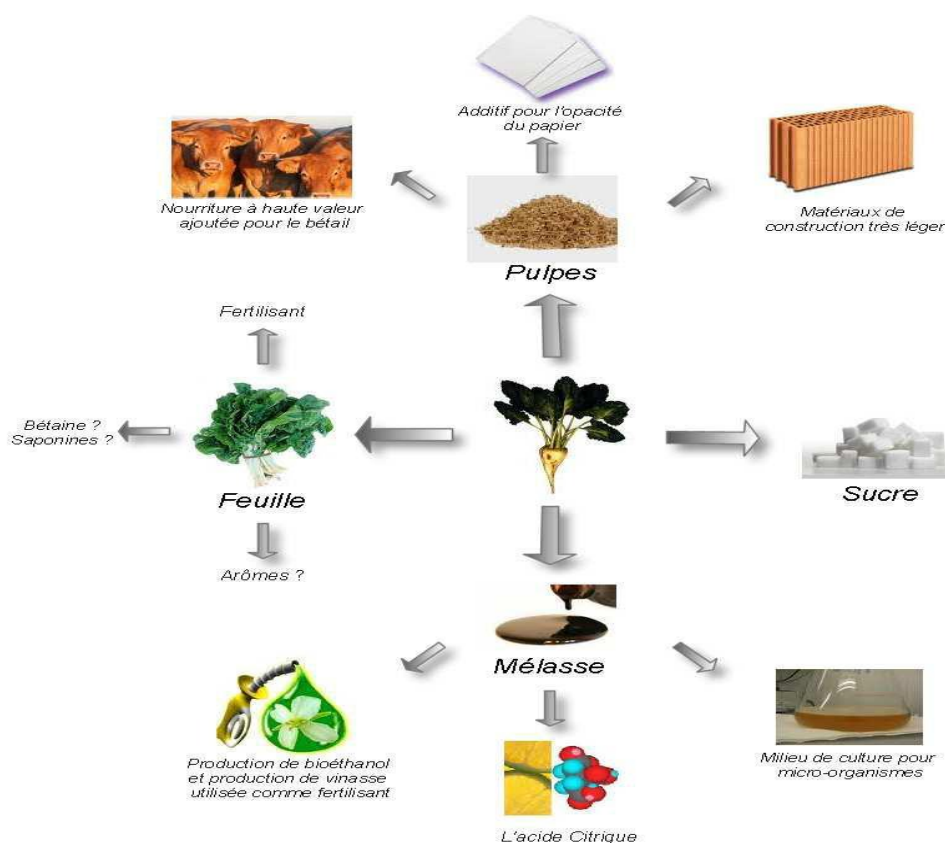 Additif pour l'opacité
du papier
Nourriture à haute valeur
ajoutée pour le bétail
Matériaux de
construction très léger
Pulpes
Fertilisant
Bétaine ?
Saponines ?
Feuille
Sucre
Arômes ?
Mélasse
Production de bioéthanol
et production de vinasse
utilisée comme fertilisant
Milieu de culture pour
micro-organismes
L'acide Citrique